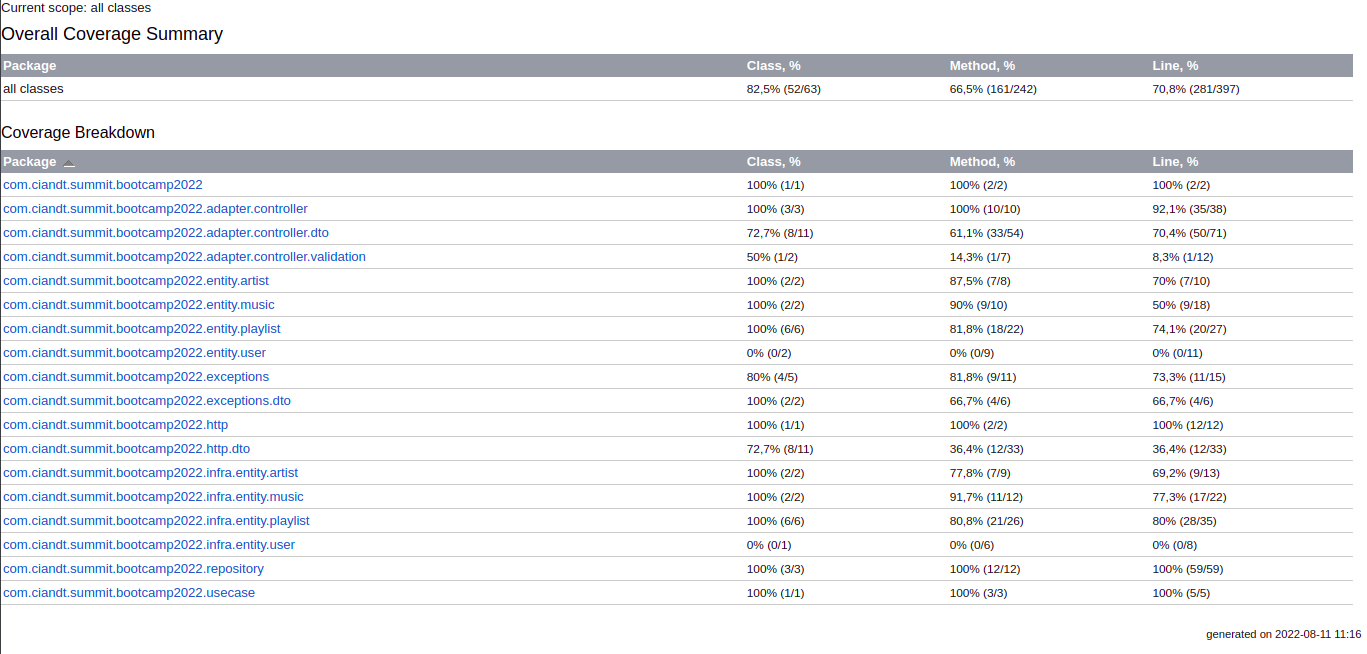 Current scope: all classes
Overall Coverage Summary
Package Class, % Method, % Line, %
all classes 82,5% (52/63) 66,5% (161/242) 70,8% (281/397)
Coverage Breakdown
Package Class, % Method, % Line, %
com.ciandt.summit.bootcamp2022 100% (1/1) 100% (2/2) 100% (2/2)
com.ciandt.summit.bootcamp2022.adapter.controller 100% (3/3) 100% (10/10) 92,1% (35/38)
com.ciandt.summit.bootcamp2022.adapter.controller.dto 72,7% (8/11) 61,1% (33/54) 70,4% (50/71)
com.ciandt.summit.bootcamp2022.adapter.controller.validation 50% (1/2) 14,3% (1/7) 8,3% (1/12)
com.ciandt.summit.bootcamp2022.entity.artist 100% (2/2) 87,5% (7/8) 70% (7/10)
com.ciandt.summit.bootcamp2022.entity.music 100% (2/2) 90% (9/10) 50% (9/18)
com.ciandt.summit.bootcamp2022.entity.playlist 100% (6/6) 81,8% (18/22) 74,1% (20/27)
com.ciandt.summit.bootcamp2022.entity.user 0% (0/2) 0% (0/9) 0% (0/11)
com.ciandt.summit.bootcamp2022.exceptions 80% (4/5) 81,8% (9/11) 73,3% (11/15)
com.ciandt.summit.bootcamp2022.exceptions.dto 100% (2/2) 66,7% (4/6) 66,7% (4/6)
com.ciandt.summit.bootcamp2022.http 100% (1/1) 100% (2/2) 100% (12/12)
com.ciandt.summit.bootcamp2022.http.dto 72,7% (8/11) 36,4% (12/33) 36,4% (12/33)
com.ciandt.summit.bootcamp2022.infra.entity.artist 100% (2/2) 77,8% (7/9) 69,2% (9/13)
com.ciandt.summit.bootcamp2022.infra.entity.music 100% (2/2) 91,7% (11/12) 77,3% (17/22)
com.ciandt.summit.bootcamp2022.infra.entity.playlist 100% (6/6) 80,8% (21/26) 80% (28/35)
com.ciandt.summit.bootcamp2022.infra.entity.user 0% (0/1) 0% (0/6) 0% (0/8)
com.ciandt.summit.bootcamp2022.repository 100% (3/3) 100% (12/12) 100% (59/59)
com.ciandt.summit.bootcamp2022.usecase 100% (1/1) 100% (3/3) 100% (5/5)
generated on 2022-08-11 11:16